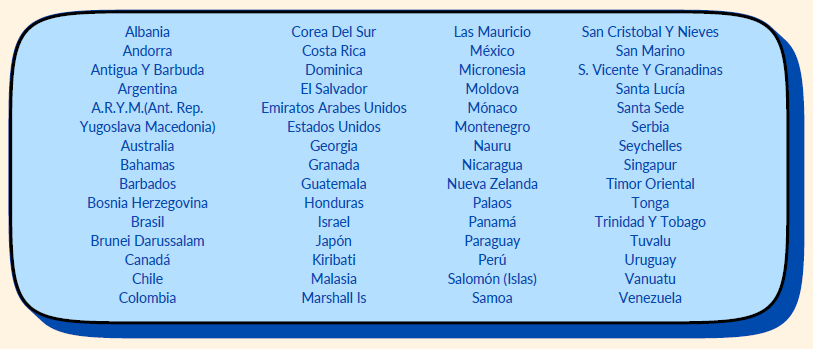 Albania
Andorra
Antigua Y Barbuda
Argentina
A.R.Y.M.(Ant. Rep.
Yugoslava Macedonia)
Australia
Bahamas
Barbados
Bosnia Herzegovina
Brasil
Brunei Darussalam
Canadá
Chile
Colombia
Corea Del Sur
Costa Rica
Dominica
El Salvador
Emiratos Arabes Unidos
Estados Unidos
Georgia
Granada
Guatemala
Honduras
Israel
Japón
Kiribati
Malasia
Marshall Is
Las Mauricio
México
Micronesia
Moldova
Mónaco
Montenegro
Nauru
Nicaragua
Nueva Zelanda
Palaos
Panamá
Paraguay
Perú
Salomón (Islas)
Samoa
San Cristobal Y Nieves
San Marino
S. Vicente Y Granadinas
Santa Lucía
Santa Sede
Serbia
Seychelles
Singapur
Timor Oriental
Tonga
Trinidad Y Tobago
Tuvalu
Uruguay
Vanuatu
Venezuela